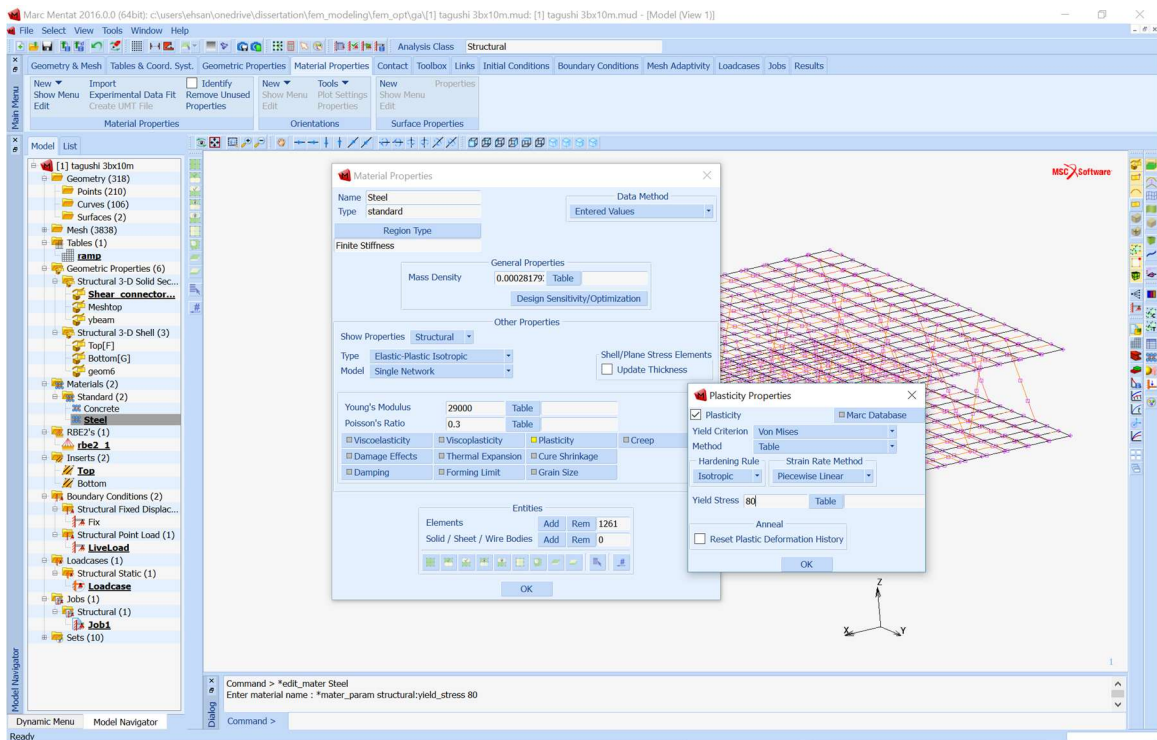 Marc Mentat 2016.0.0 (64bit): c:\users\ehsan\onedrive\dissertation\fem_modeling\fem_opt\ga\[1] tagushi 3bx10m.mud: [1] tagushi 3bx10m.mud - [Model (View 1)]
File Select View Tools Window Help
Analysis Class Structural
Geometry & Mesh Tables & Coord. Syst. Geometric Properties Material Properties Contact Toolbox Links Initial Conditions Boundary Conditions Mesh Adaptivity Loadcases Jobs Results
Main Menu
New Import Identify New Tools New Properties
Show Menu Experimental Data Fit Remove Unused Show Menu Plot Settings Show Menu
Edit Create UMT File Properties Edit Properties Edit
Material Properties Orientations Surface Properties
Model List
[1] tagushi 3bx10m
Geometry (318)
Points (210)
Curves (106)
Surfaces (2)
Mesh (3838)
Tables (1)
ramp
Geometric Properties (6)
Structural 3-D Solid Sec...
Shear_connector...
Meshtop
ybeam
Structural 3-D Shell (3)
Top[F]
Bottom[G]
geom6
Materials (2)
Standard (2)
Concrete
Steel
RBE2's (1)
rbe2_1
Inserts (2)
Top
Bottom
Boundary Conditions (2)
Structural Fixed Displac...
Fix
Structural Point Load (1)
LiveLoad
Loadcases (1)
Structural Static (1)
Loadcase
Jobs (1)
Structural (1)
Job1
Sets (10)
Model Navigator
Dynamic Menu Model Navigator
Ready
MSC Software
Material Properties
Name Steel
Type standard
Data Method
Entered Values
Region Type
Finite Stiffness
General Properties
Mass Density 0.00028179: Table
Design Sensitivity/Optimization
Other Properties
Show Properties Structural
Type Elastic-Plastic Isotropic
Model Single Network
Shell/Plane Stress Elements
Update Thickness
Young's Modulus 29000 Table
Poisson's Ratio 0.3 Table
Viscoelasticity Viscoplasticity Plasticity Creep
Damage Effects Thermal Expansion Cure Shrinkage
Damping Forming Limit Grain Size
Entities
Elements Add Rem 1261
Solid / Sheet / Wire Bodies Add Rem 0
OK
Plasticity Properties
Plasticity Marc Database
Yield Criterion Von Mises
Method Table
Hardening Rule Strain Rate Method
Isotropic Piecewise Linear
Yield Stress 80 Table
Anneal
Reset Plastic Deformation History
OK
Z
X Y
1
Dialog
Command > *edit_mater Steel
Enter material name : *mater_param structural:yield_stress 80
Command >